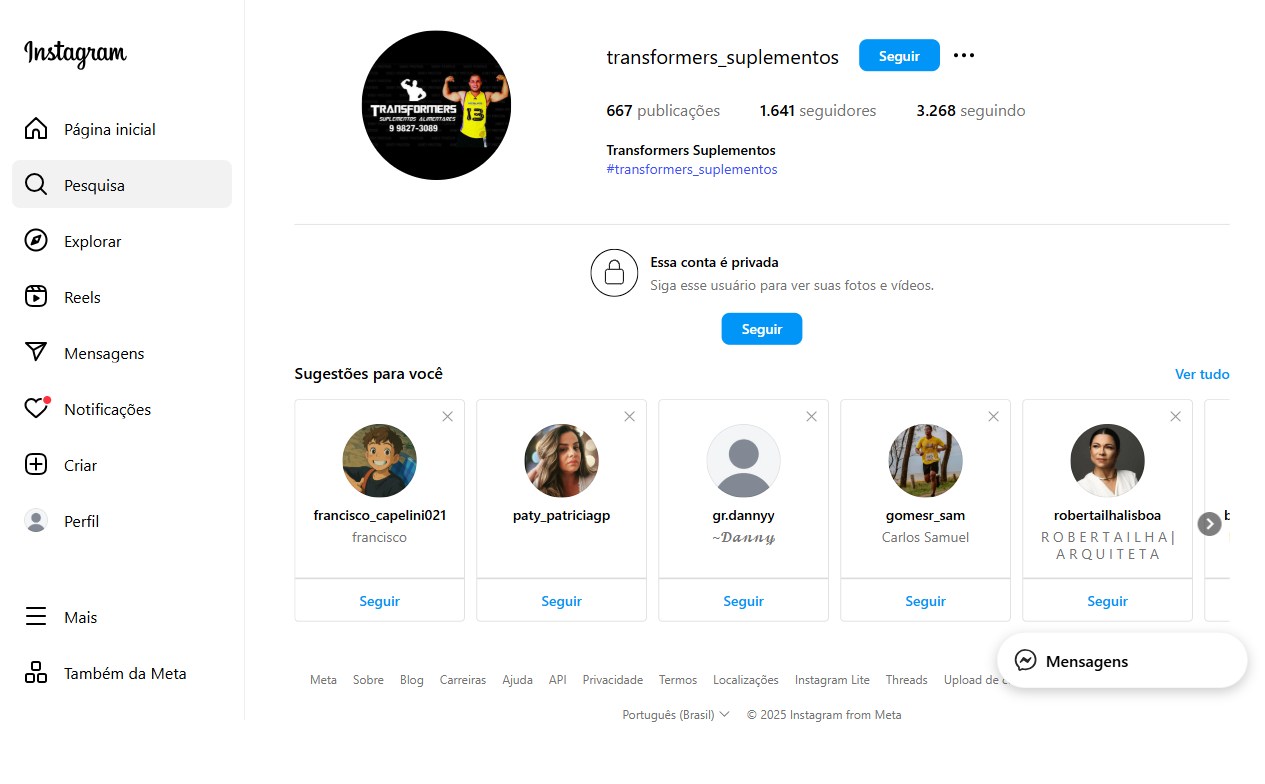 Instagram
Página inicial
Pesquisa
Explorar
Reels
Mensagens
Notificações
Criar
Perfil
Mais
Também da Meta
TRANSFORMERS
SUPLEMENTOS ALIMENTARES
9 9827-3089
13
transformers_suplementos
Seguir
667 publicações 1.641 seguidores 3.268 seguindo
Transformers Suplementos
#transformers_suplementos
Essa conta é privada
Siga esse usuário para ver suas fotos e vídeos.
Seguir
Sugestões para você
Ver tudo
francisco_capelini021
francisco
Seguir
paty_patriciagp
Seguir
gr.dannyy
~𝓓𝓪𝓷𝓷𝔂
Seguir
gomesr_sam
Carlos Samuel
Seguir
robertailhalisboa
R O B E R T A I L H A |
A R Q U I T E T A
Seguir
Mensagens
Meta Sobre Blog Carreiras Ajuda API Privacidade Termos Localizações Instagram Lite Threads Upload de
Português (Brasil) © 2025 Instagram from Meta